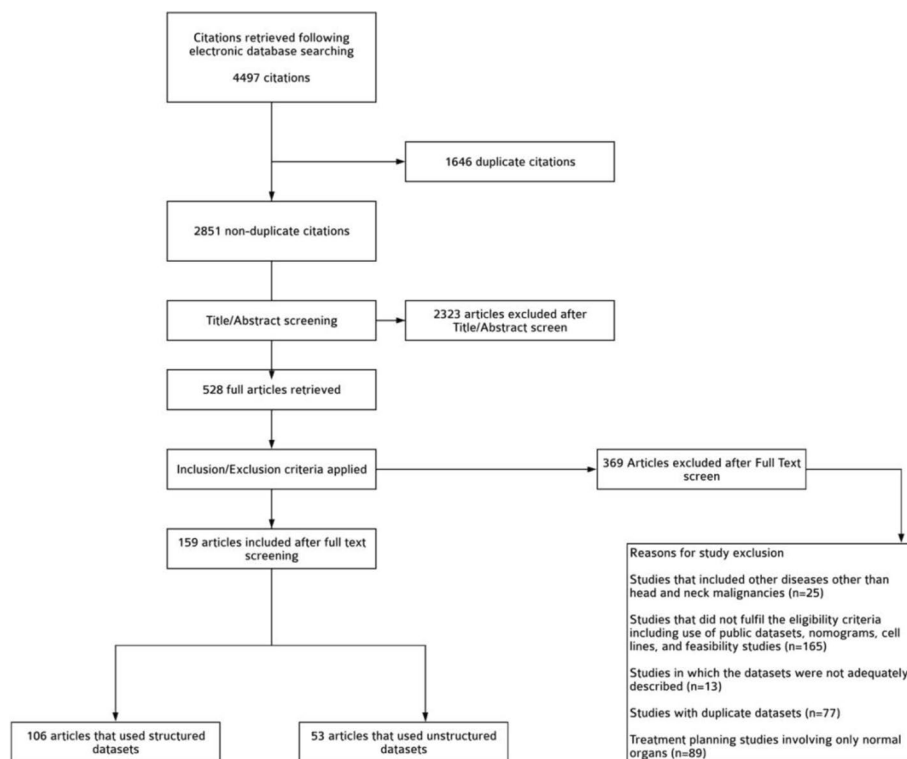 Citations retrieved following
electronic database searching
4497 citations
1646 duplicate citations
2851 non-duplicate citations
Title/Abstract screening
2323 articles excluded after
Title/Abstract screen
528 full articles retrieved
Inclusion/Exclusion criteria applied
369 Articles excluded after Full Text
screen
159 articles included after full text
screening
Reasons for study exclusion
Studies that included other diseases other than
head and neck malignancies (n=25)
Studies that did not fulfil the eligibility criteria
including use of public datasets, nomograms, cell
lines, and feasibility studies (n=165)
Studies in which the datasets were not adequately
described (n=13)
Studies with duplicate datasets (n=77)
Treatment planning studies involving only normal
organs (n=89)
106 articles that used structured
datasets
53 articles that used unstructured
datasets